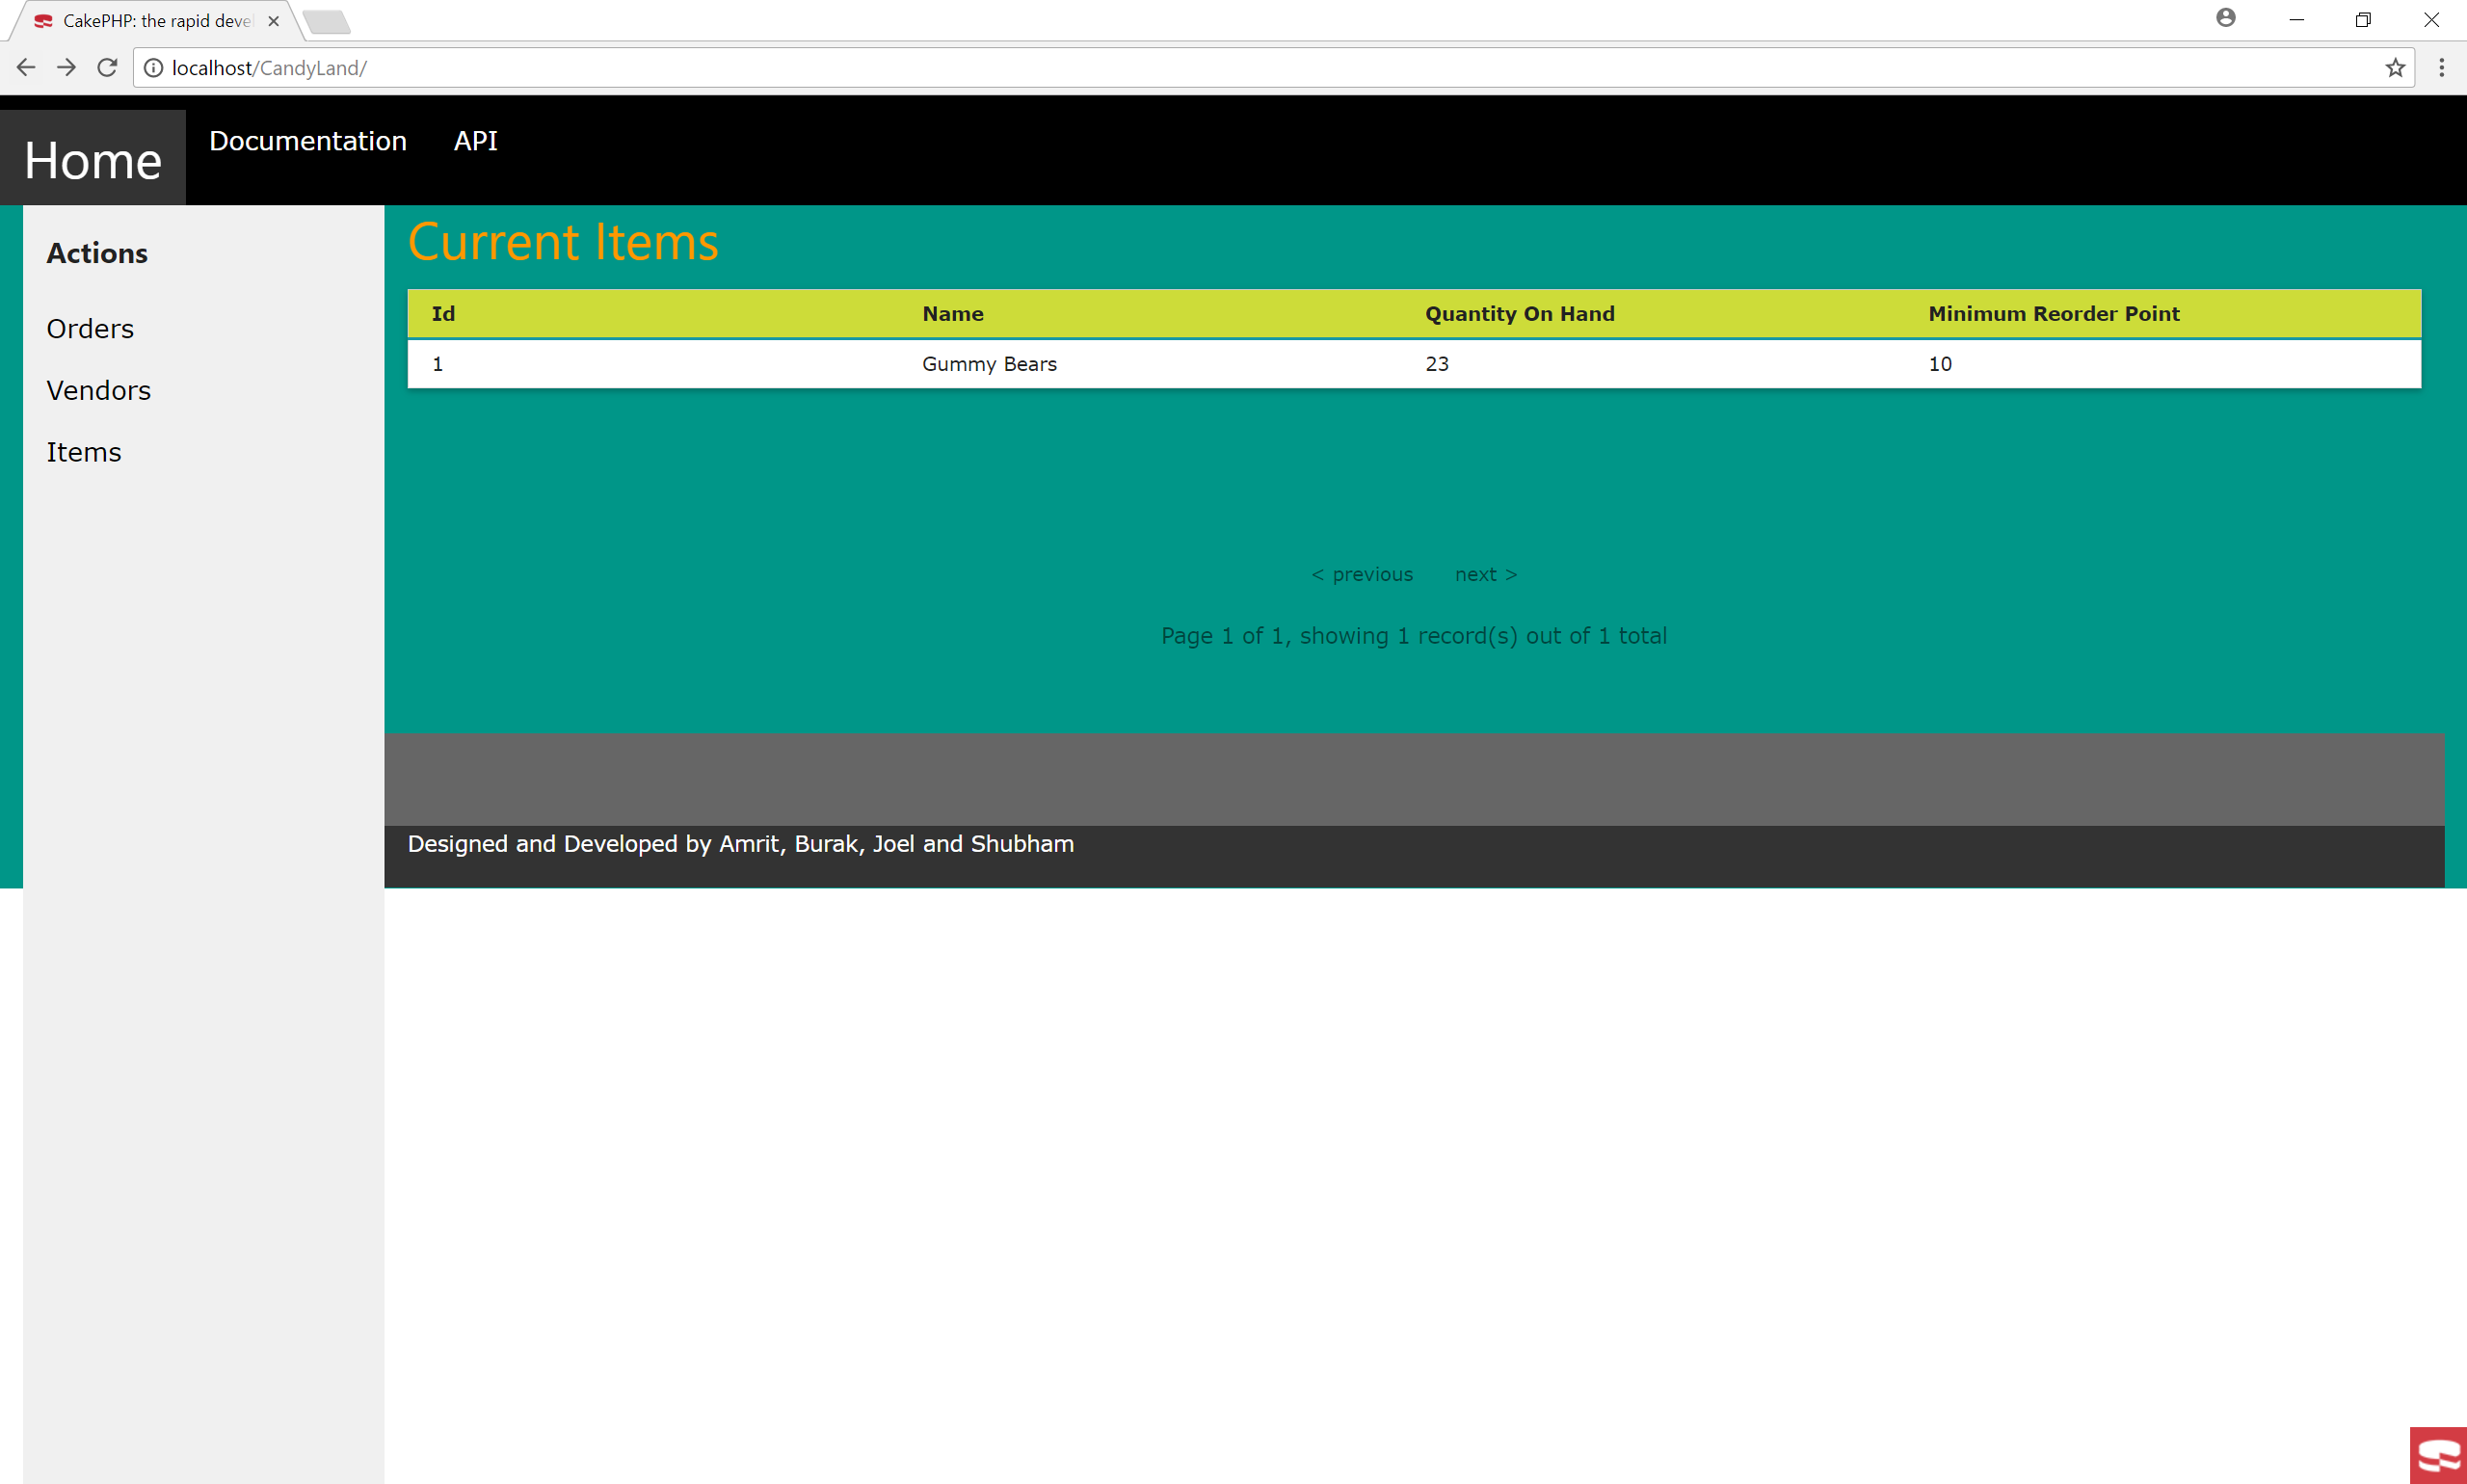 CakePHP: the rapid deve
localhost/CandyLand/
Home Documentation API
Actions
Orders
Vendors
Items
Current Items
Id Name Quantity On Hand Minimum Reorder Point
1 Gummy Bears 23 10
< previous next >
Page 1 of 1, showing 1 record(s) out of 1 total
Designed and Developed by Amrit, Burak, Joel and Shubham